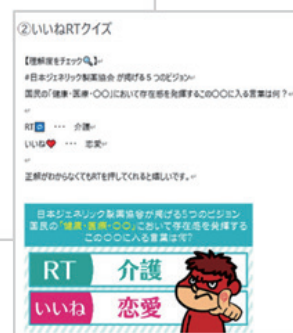 ②いいねRTクイズ
【理解度をチェック🔍】
#日本ジェネリック製薬協会 が掲げる５つのビジョン
国民の「健康・医療・〇〇」において存在感を発揮するこの〇〇に入る言葉は何？
RT🔁 … 介護
いいね❤ … 恋愛
正解がわからなくてもRTを押してくれると嬉しいです。
日本ジェネリック製薬協会が掲げる5つのビジョン
国民の「健康・医療・〇〇」において存在感を発揮する
この〇〇に入る言葉は何?
RT 介護
いいね 恋愛